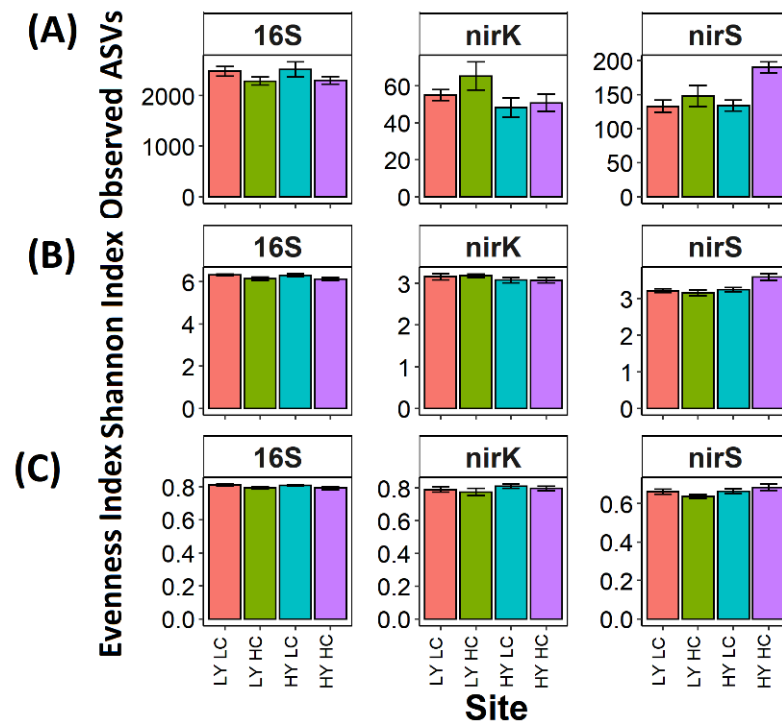 (A)
Observed ASVs
16S
nirK
nirS
2000
1000
0
60
40
20
0
200
150
100
50
0
(B)
Shannon Index
16S
nirK
nirS
6
4
2
0
3
2
1
0
3
2
1
0
(C)
Evenness Index
16S
nirK
nirS
0.8
0.6
0.4
0.2
0.0
0.8
0.6
0.4
0.2
0.0
0.6
0.4
0.2
0.0
LY LC
LY HC
HY LC
HY HC
LY LC
LY HC
HY LC
HY HC
LY LC
LY HC
HY LC
HY HC
Site